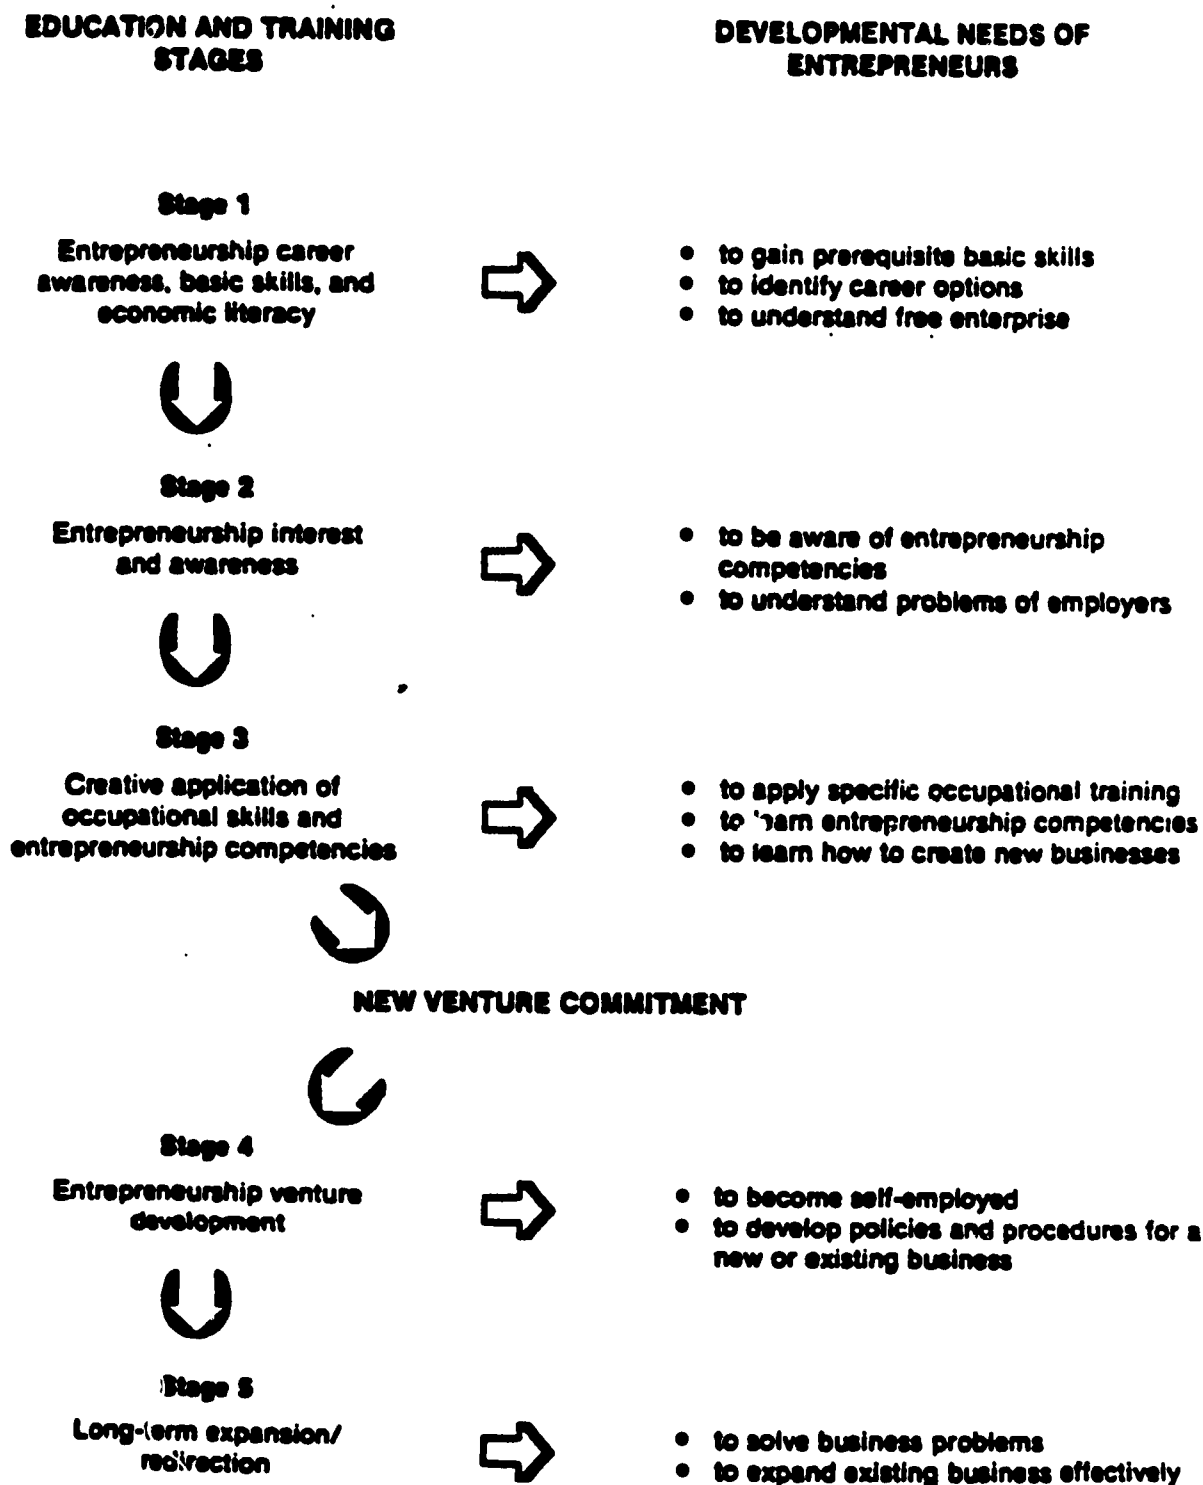 EDUCATION AND TRAINING
STAGES
DEVELOPMENTAL NEEDS OF
ENTREPRENEURS
Stage 1
Entrepreneurship career
awareness, basic skills, and
economic literacy
• to gain prerequisite basic skills
• to identify career options
• to understand free enterprise
Stage 2
Entrepreneurship interest
and awareness
• to be aware of entrepreneurship
competencies
• to understand problems of employers
Stage 3
Creative application of
occupational skills and
entrepreneurship competencies
• to apply specific occupational training
• to learn entrepreneurship competencies
• to learn how to create new businesses
NEW VENTURE COMMITMENT
Stage 4
Entrepreneurship venture
development
• to become self-employed
• to develop policies and procedures for a
new or existing business
Stage 5
Long-term expansion/
redirection
• to solve business problems
• to expand existing business effectively